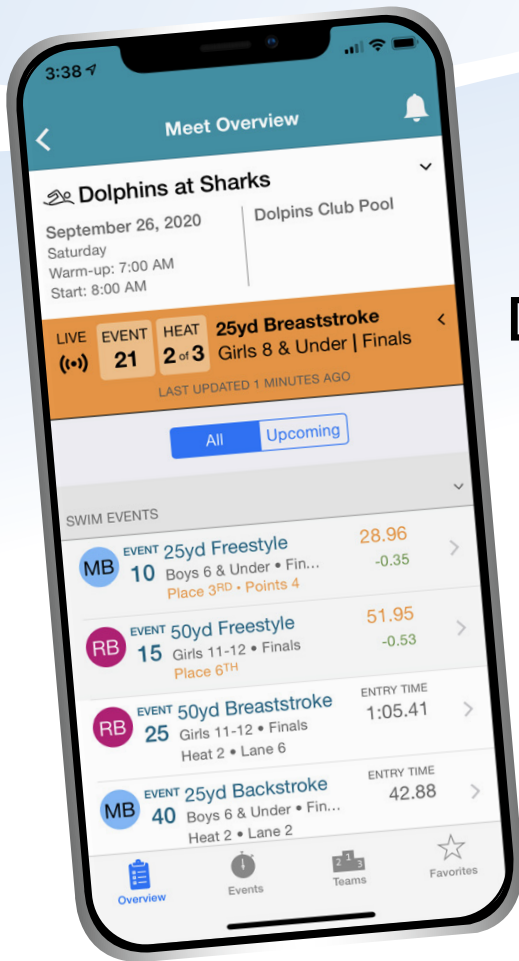 3:38
Meet Overview
Dolphins at Sharks
September 26, 2020
Saturday
Warm-up: 7:00 AM
Start: 8:00 AM
Dolpins Club Pool
LIVE
EVENT
21
HEAT
2 of 3
25yd Breaststroke
Girls 8 & Under | Finals
LAST UPDATED 1 MINUTES AGO
All
Upcoming
SWIM EVENTS
MB
EVENT
10
25yd Freestyle
Boys 6 & Under • Fin...
Place 3RD • Points 4
28.96
-0.35
RB
EVENT
15
50yd Freestyle
Girls 11-12 • Finals
Place 6TH
51.95
-0.53
RB
EVENT
25
50yd Breaststroke
Girls 11-12 • Finals
Heat 2 • Lane 6
ENTRY TIME
1:05.41
MB
EVENT
40
25yd Backstroke
Boys 6 & Under • Fin...
Heat 2 • Lane 2
ENTRY TIME
42.88
Overview
Events
2 1 3
Teams
Favorites